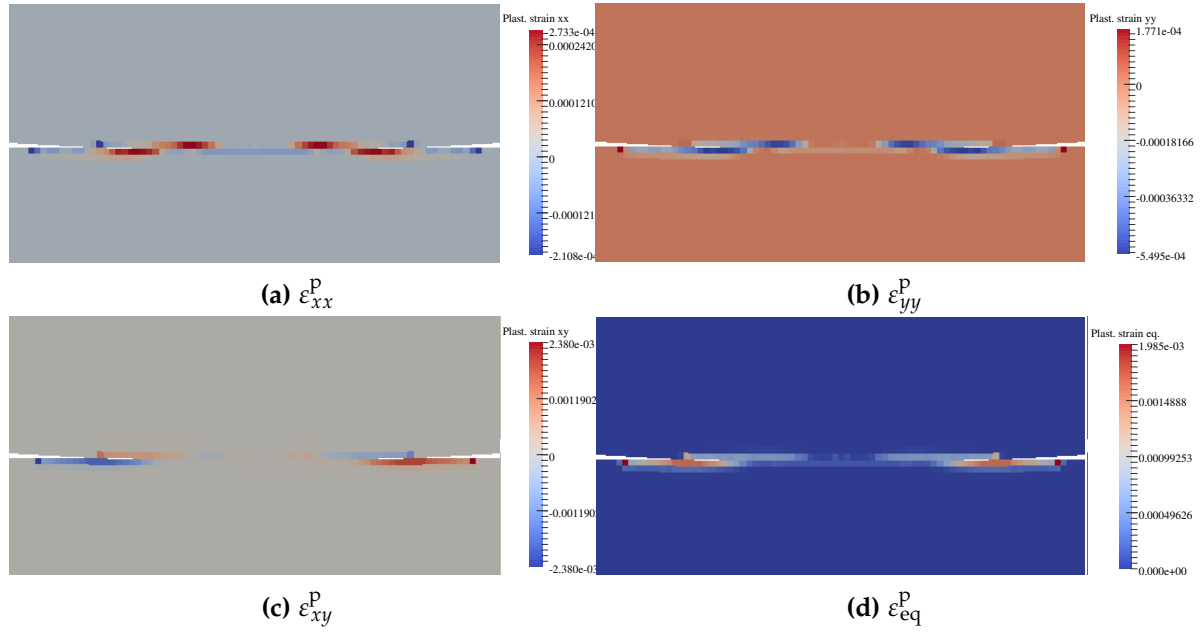 Plast. strain xx
2.733e-04
0.0002420
0.0001210
0
-0.000121
-2.108e-04
(a) εᵖxx
Plast. strain yy
1.771e-04
0
-0.00018166
-0.00036332
-5.495e-04
(b) εᵖyy
Plast. strain xy
2.380e-03
0.0011902
0
-0.0011902
-2.380e-03
(c) εᵖxy
Plast. strain eq.
1.985e-03
0.0014888
0.00099253
0.00049626
0.000e+00
(d) εᵖeq